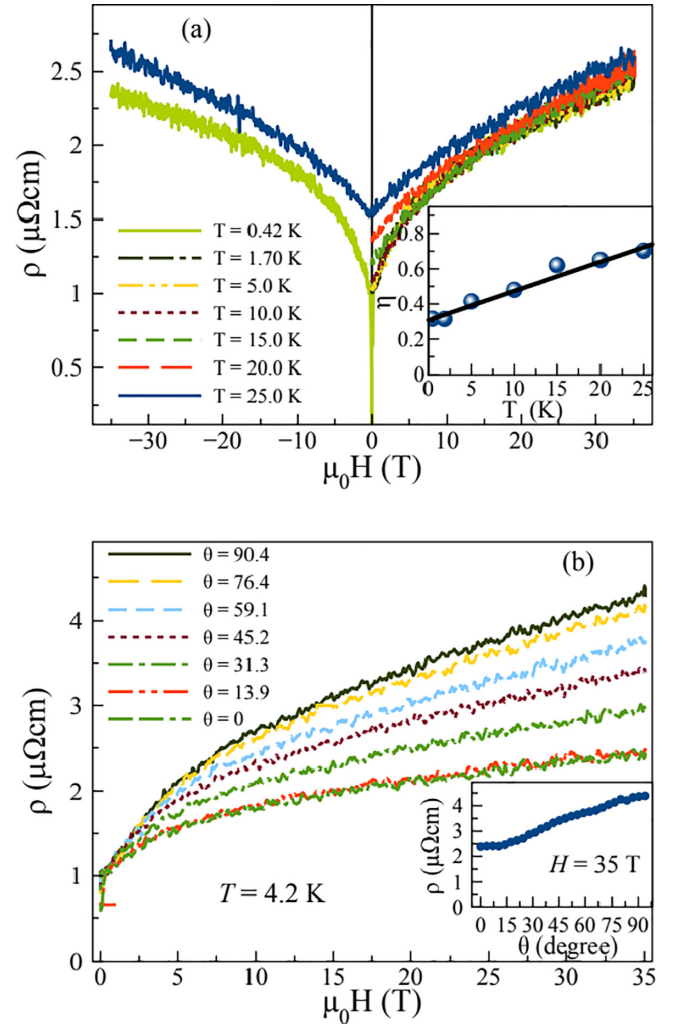 (a)
ρ (μΩcm)
2.5
2
1.5
1
0.5
T = 0.42 K
T = 1.70 K
T = 5.0 K
T = 10.0 K
T = 15.0 K
T = 20.0 K
T = 25.0 K
η
0.8
0.6
0.4
0.2
0
0 5 10 15 20 25
T (K)
−30 −20 −10 0 10 20 30
μ0H (T)
(b)
ρ (μΩcm)
4
3
2
1
0
θ = 90.4
θ = 76.4
θ = 59.1
θ = 45.2
θ = 31.3
θ = 13.9
θ = 0
T = 4.2 K
ρ (μΩcm)
4
3
2
1
0
H = 35 T
0 15 30 45 60 75 90
θ (degree)
0 5 10 15 20 25 30 35
μ0H (T)